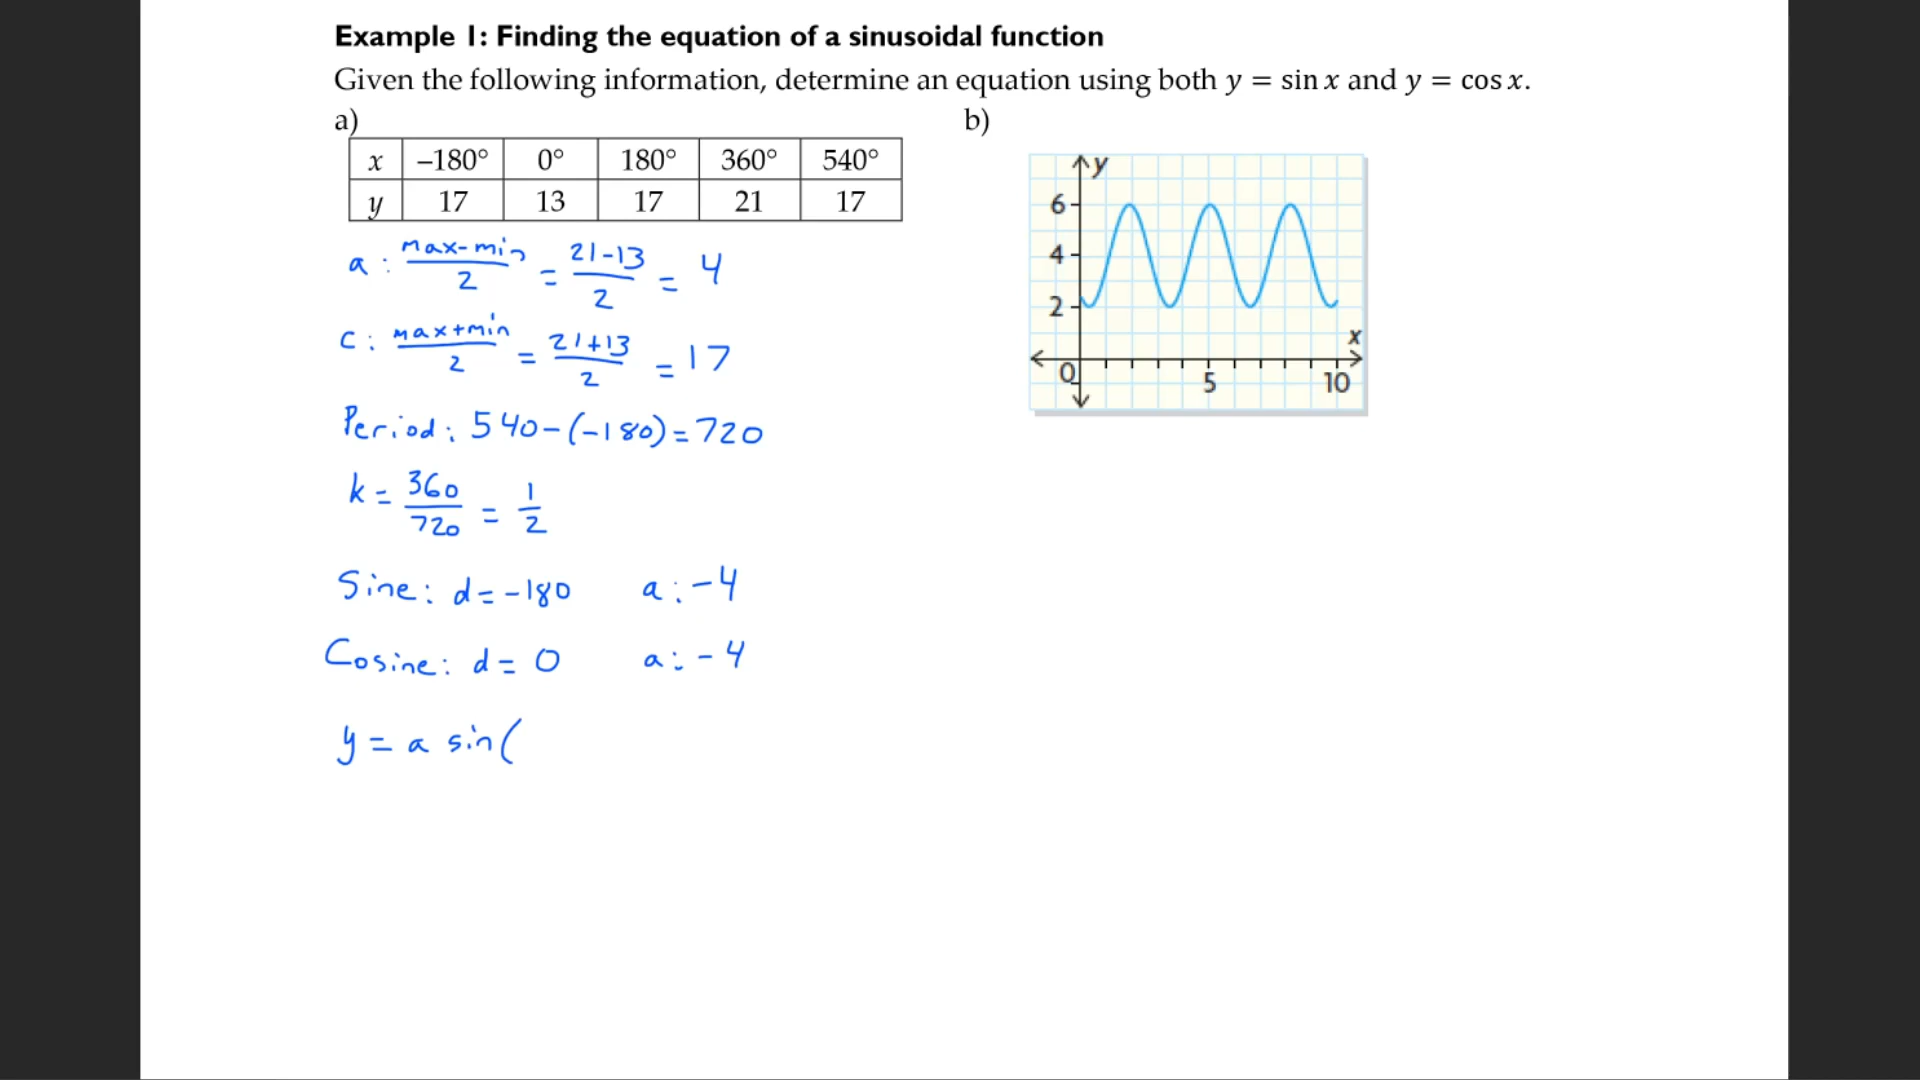 Example 1: Finding the equation of a sinusoidal function
Given the following information, determine an equation using both y = sin x and y = cos x.
a)
x –180° 0° 180° 360° 540°
y 17 13 17 21 17
a : max-min / 2 = 21-13 / 2 = 4
c : max+min / 2 = 21+13 / 2 = 17
Period : 540-(-180) = 720
k = 360 / 720 = 1 / 2
Sine : d = -180 a : -4
Cosine : d = 0 a : -4
y = a sin(
b)
y
6
4
2
x
0 5 10